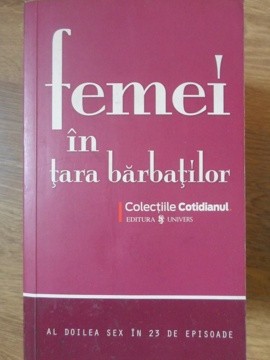 femei
în
țara bărbaților
Colecțiile Cotidianul
EDITURA UNIVERS
AL DOILEA SEX ÎN 23 DE EPISOADE